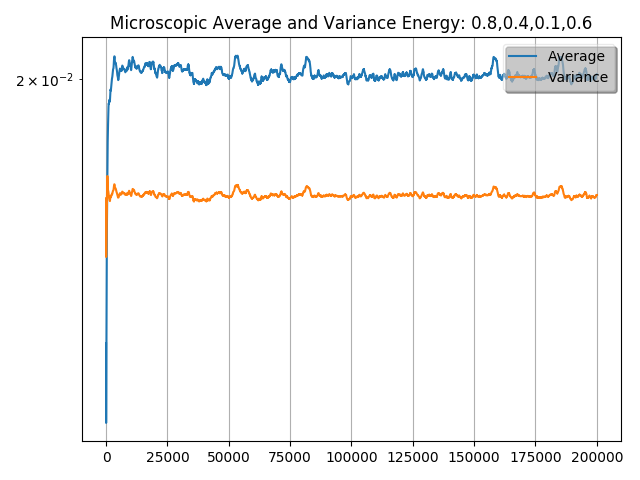 Microscopic Average and Variance Energy: 0.8,0.4,0.1,0.6
Average
Variance
2 × 10⁻²
0 25000 50000 75000 100000 125000 150000 175000 200000